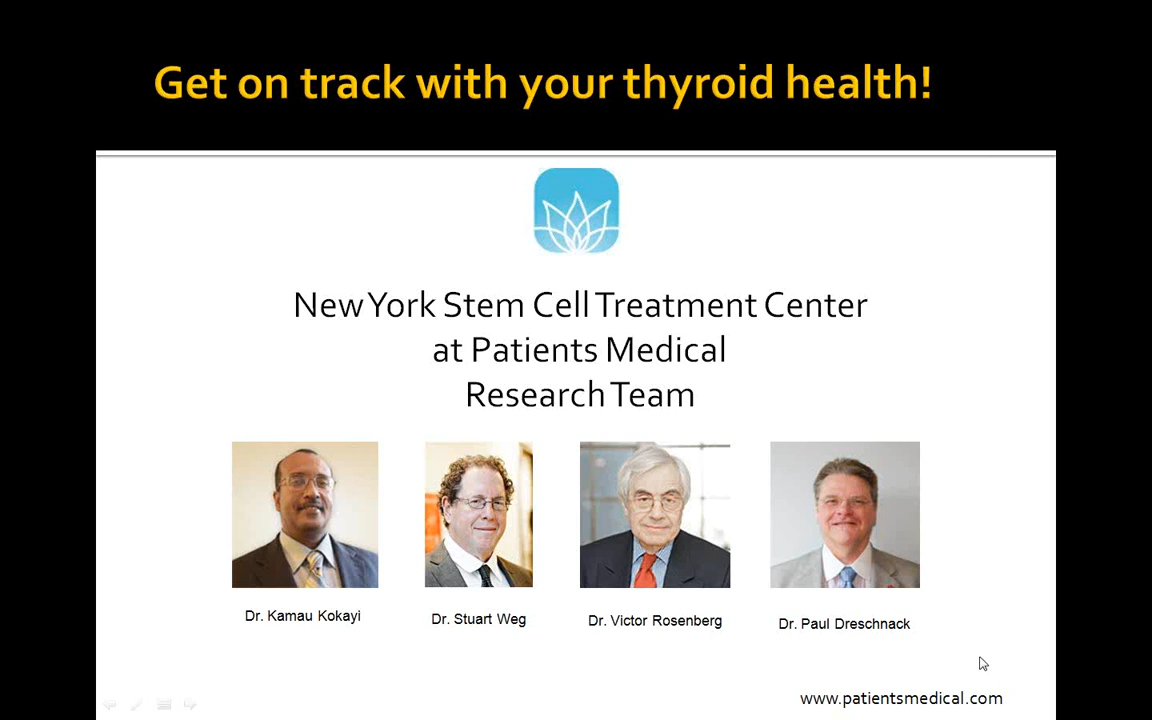 Get on track with your thyroid health!
New York Stem Cell Treatment Center
at Patients Medical
Research Team
Dr. Kamau Kokayi
Dr. Stuart Weg
Dr. Victor Rosenberg
Dr. Paul Dreschnack
www.patientsmedical.com